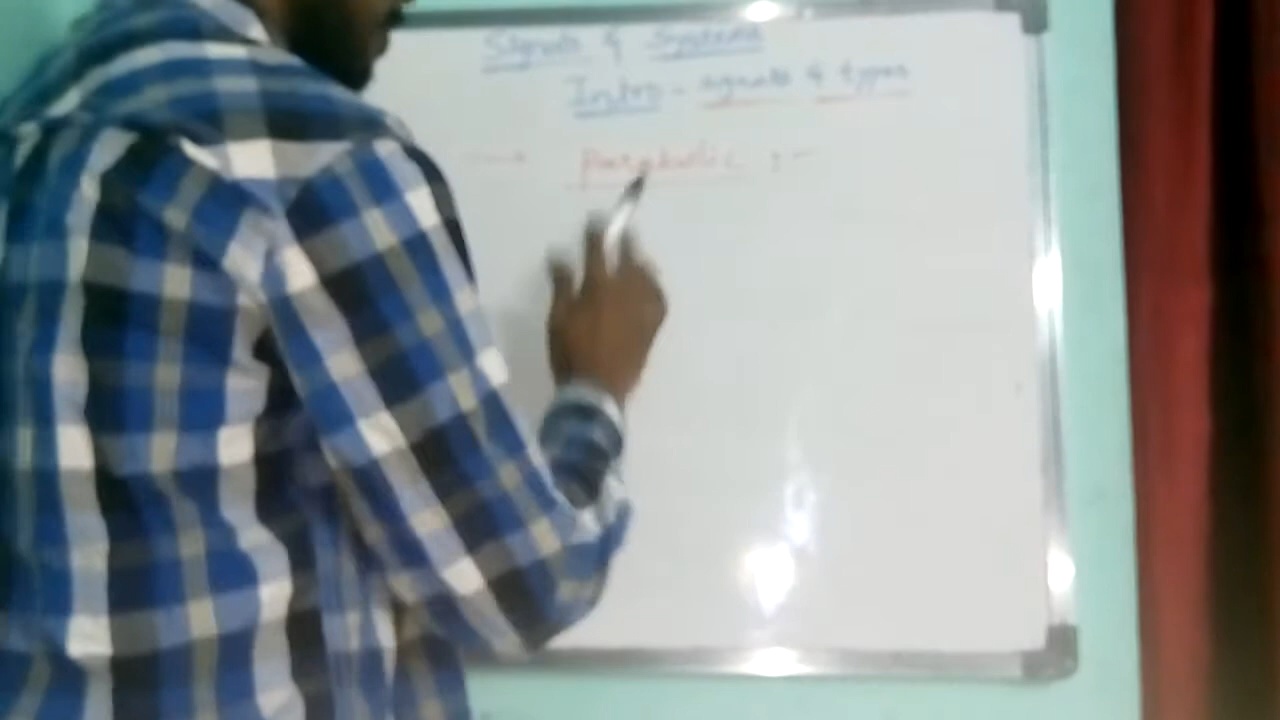 Signals & Systems
Intro - signals & types
→ Parabolic :-